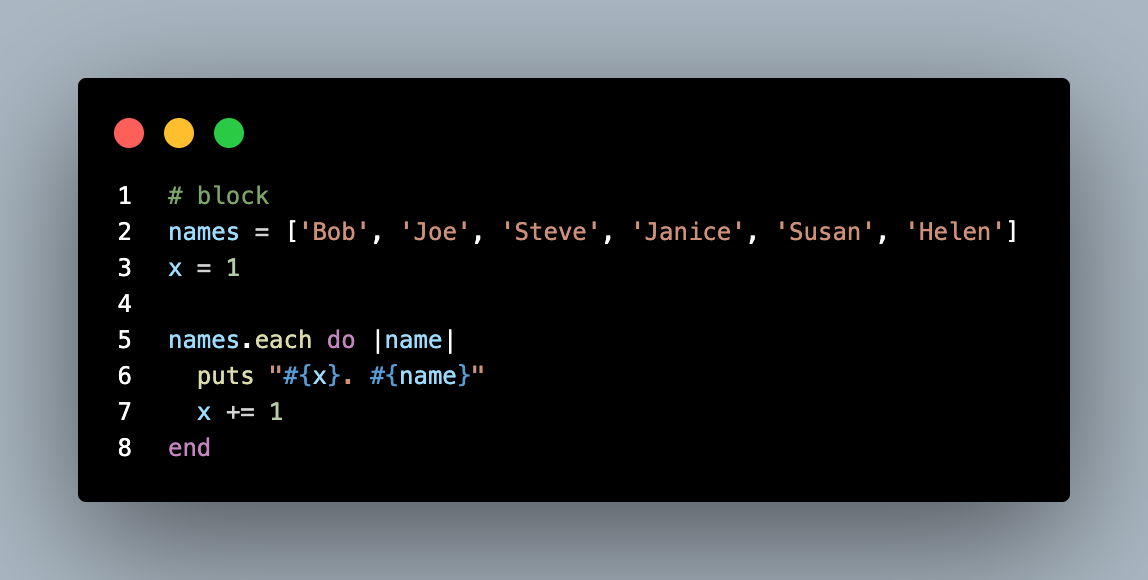 1 # block
2 names = ['Bob', 'Joe', 'Steve', 'Janice', 'Susan', 'Helen']
3 x = 1
4
5 names.each do |name|
6   puts "#{x}. #{name}"
7   x += 1
8 end